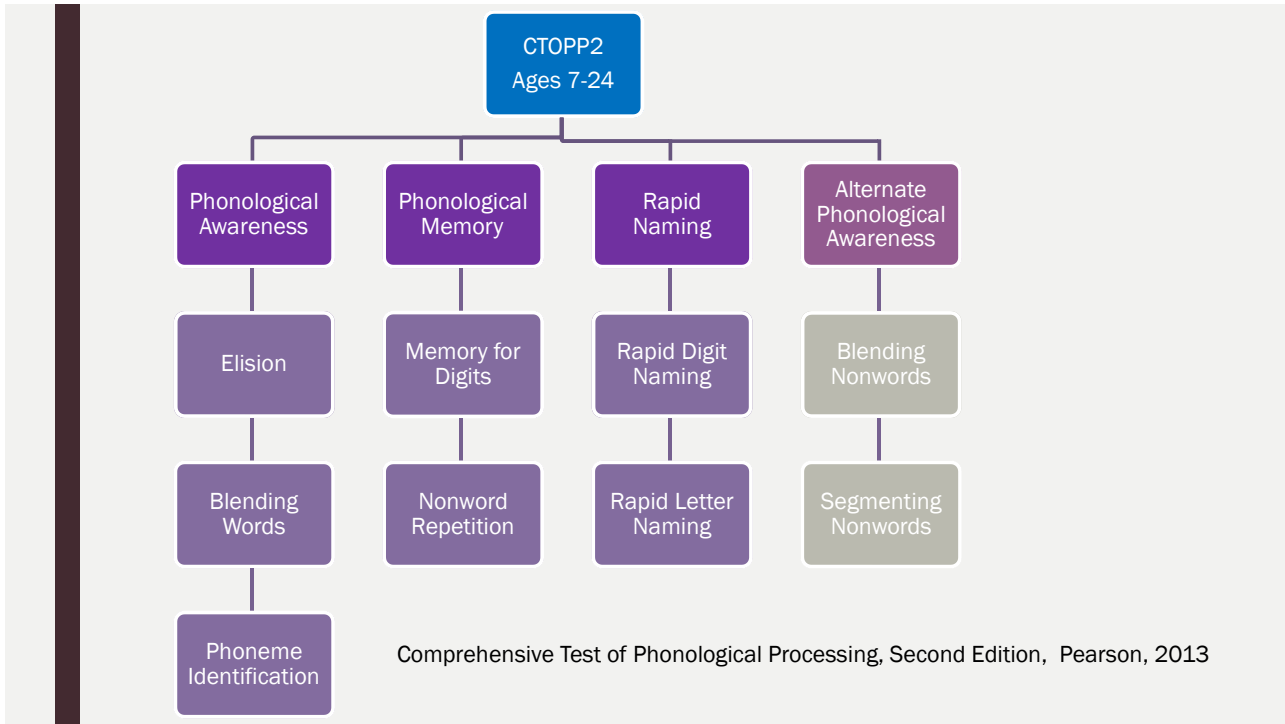 CTOPP2
Ages 7-24
Phonological
Awareness
Phonological
Memory
Rapid
Naming
Alternate
Phonological
Awareness
Elision
Memory for
Digits
Rapid Digit
Naming
Blending
Nonwords
Blending
Words
Nonword
Repetition
Rapid Letter
Naming
Segmenting
Nonwords
Phoneme
Identification
Comprehensive Test of Phonological Processing, Second Edition, Pearson, 2013